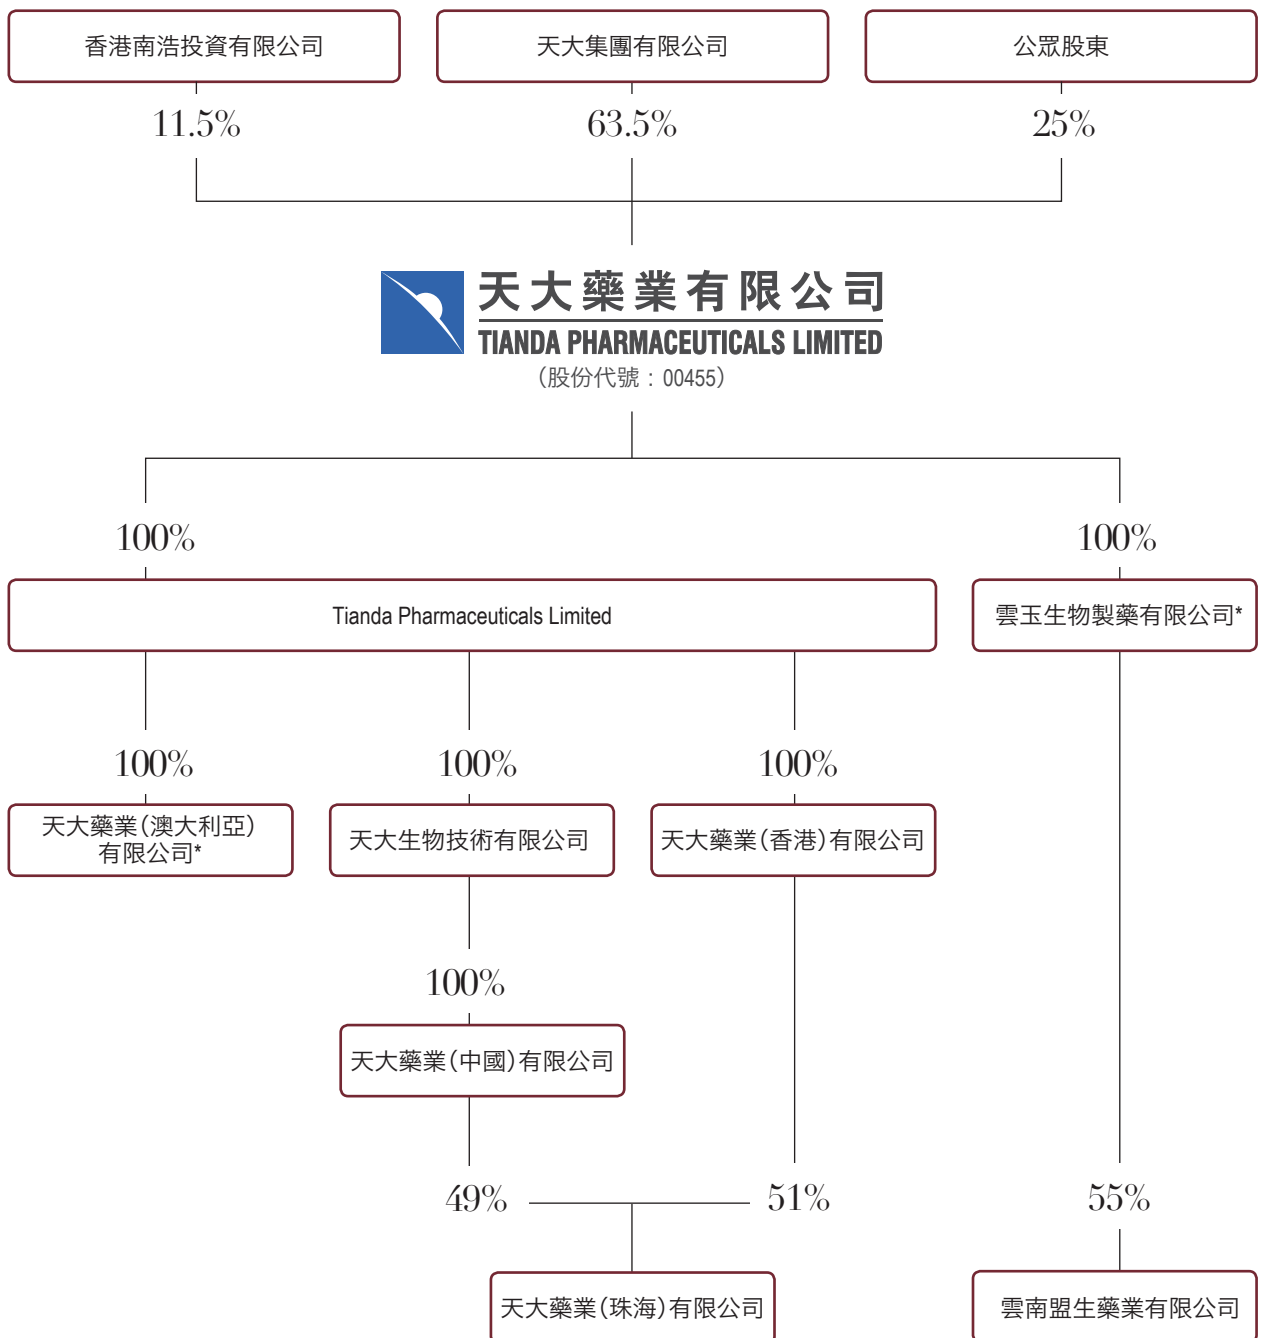 香港南浩投資有限公司
天大集團有限公司
公眾股東
11.5%
63.5%
25%
天大藥業有限公司
TIANDA PHARMACEUTICALS LIMITED
（股份代號：00455）
100%
100%
Tianda Pharmaceuticals Limited
雲玉生物製藥有限公司*
100%
100%
100%
天大藥業（澳大利亞）
有限公司*
天大生物技術有限公司
天大藥業（香港）有限公司
100%
天大藥業（中國）有限公司
49%
51%
55%
天大藥業（珠海）有限公司
雲南盟生藥業有限公司